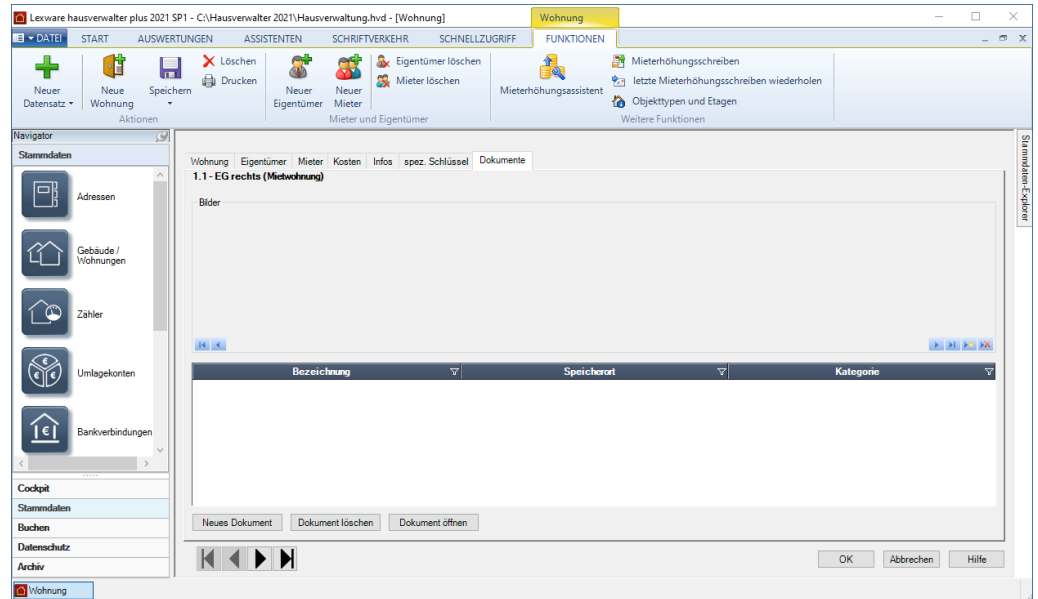 Lexware hausverwalter plus 2021 SP1 - C:\Hausverwalter 2021\Hausverwaltung.hvd - [Wohnung]
Wohnung
DATEI START AUSWERTUNGEN ASSISTENTEN SCHRIFTVERKEHR SCHNELLZUGRIFF FUNKTIONEN
Neuer Datensatz
Neue Wohnung
Speichern
Löschen
Drucken
Aktionen
Neuer Eigentümer
Neuer Mieter
Eigentümer löschen
Mieter löschen
Mieter und Eigentümer
Mieterhöhungsassistent
Mieterhöhungsschreiben
letzte Mieterhöhungsschreiben wiederholen
Objekttypen und Etagen
Weitere Funktionen
Navigator
Stammdaten
Adressen
Gebäude /
Wohnungen
Zähler
Umlagekonten
Bankverbindungen
Cockpit
Stammdaten
Buchen
Datenschutz
Archiv
Wohnung Eigentümer Mieter Kosten Infos spez. Schlüssel Dokumente
1.1 - EG rechts (Mietwohnung)
Bilder
Bezeichnung Speicherort Kategorie
Neues Dokument Dokument löschen Dokument öffnen
OK Abbrechen Hilfe
Stammdaten-Explorer
Wohnung